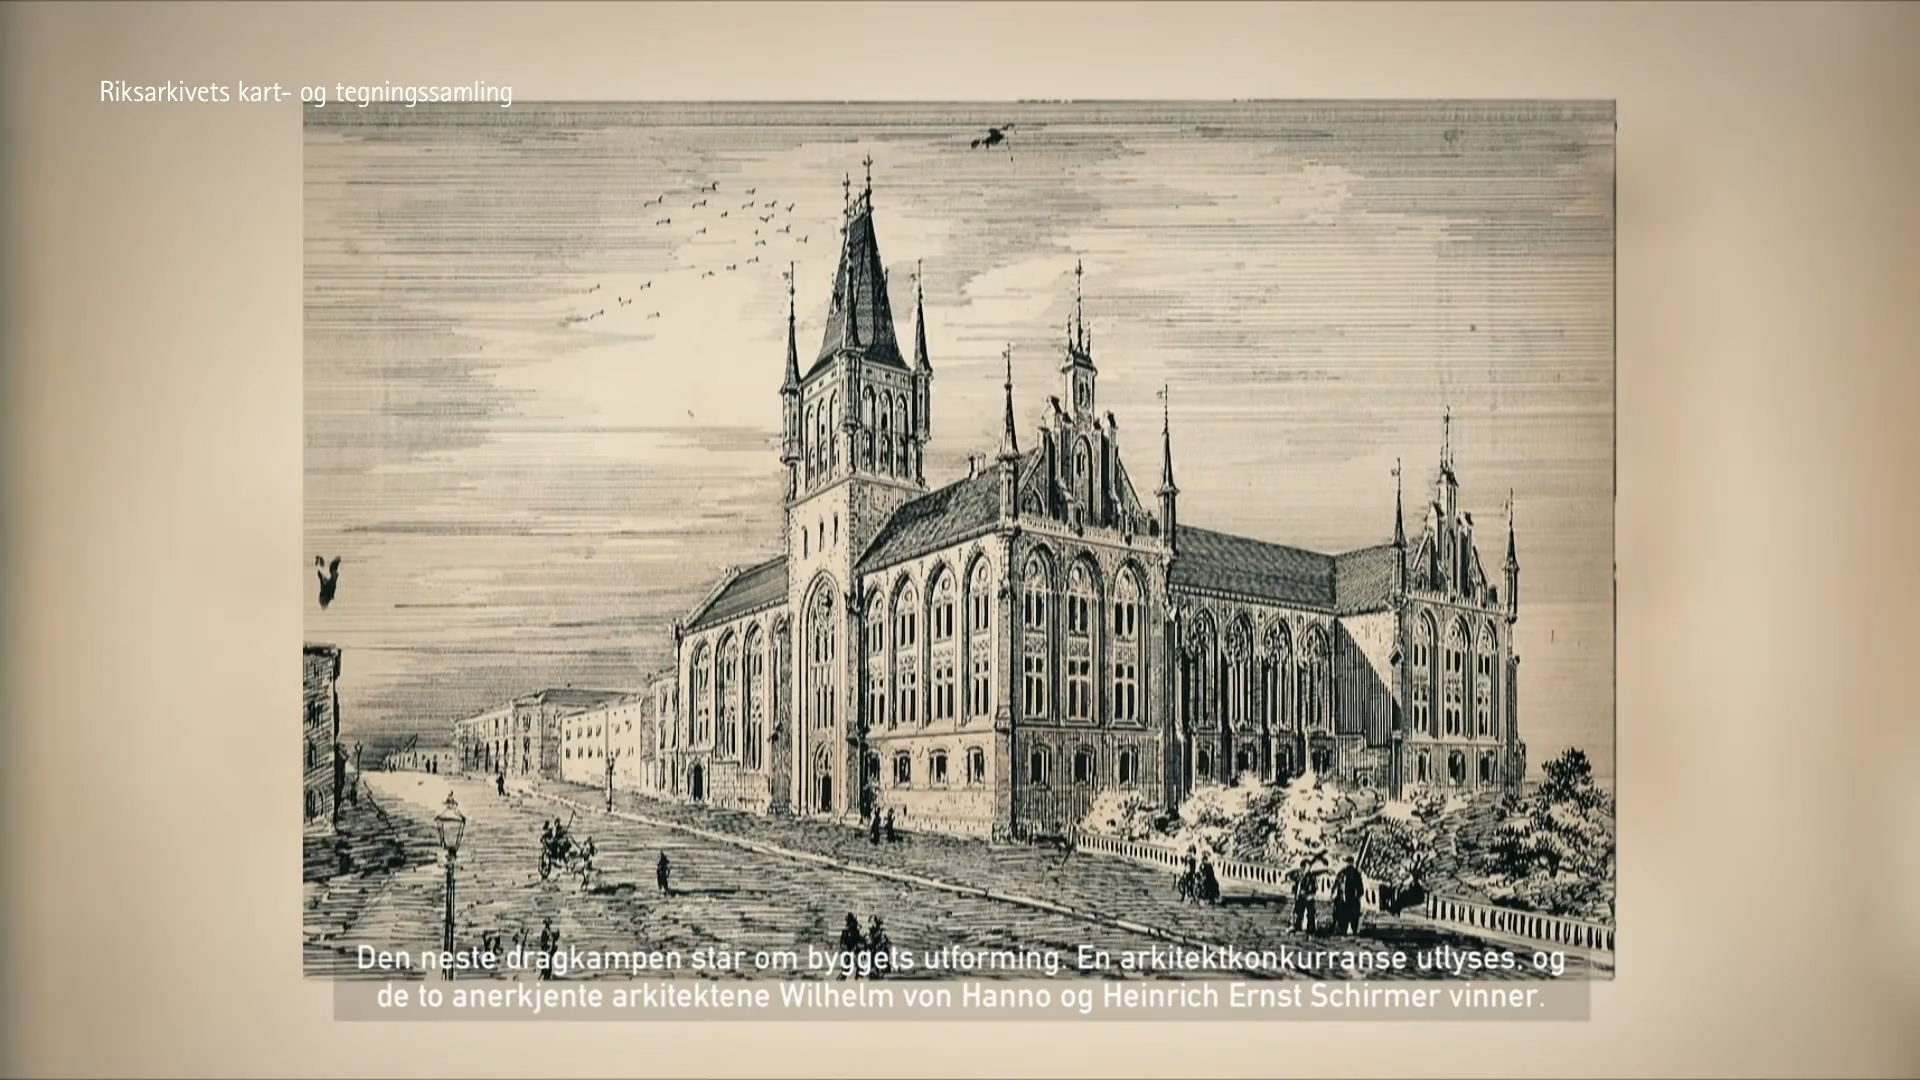 Riksarkivets kart- og tegningssamling
Den neste dragkampen står om byggets utforming. En arkitektkonkurranse utlyses, og
de to anerkjente arkitektene Wilhelm von Hanno og Heinrich Ernst Schirmer vinner.